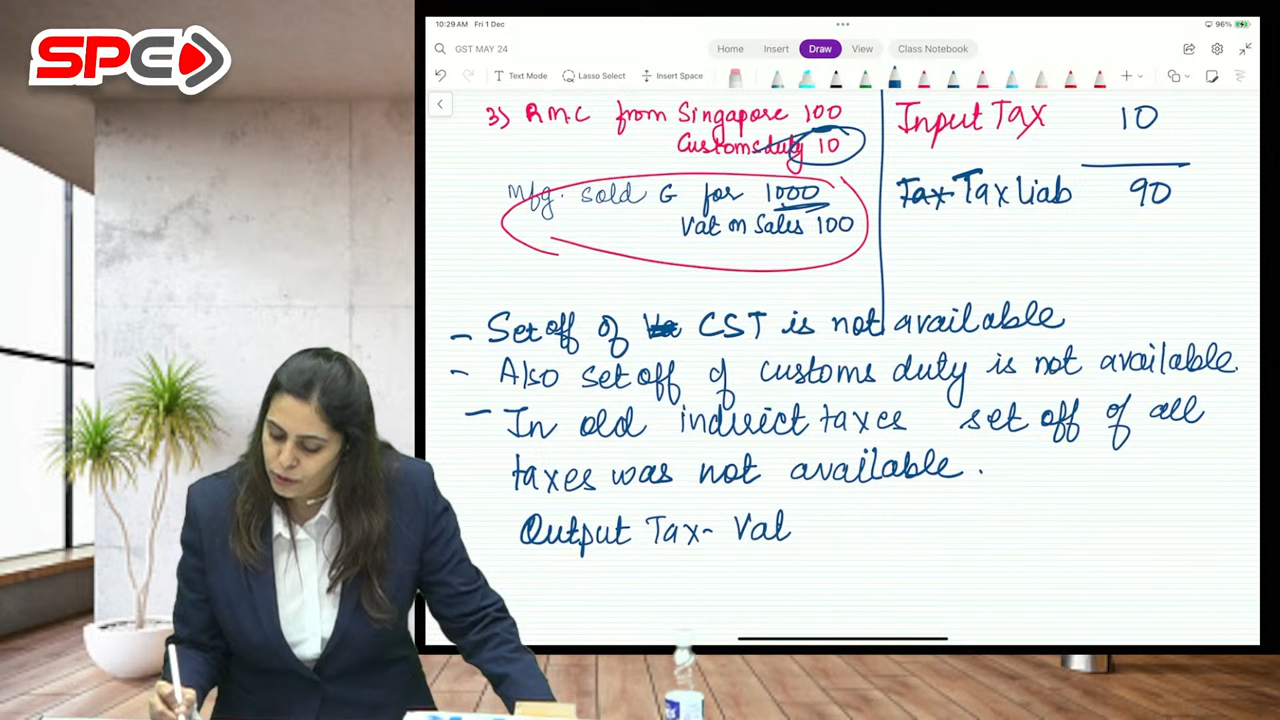 SPED
10:29 AM Fri 1 Dec
96%
GST MAY 24
Home Insert Draw View Class Notebook
Text Mode Lasso Select Insert Space
3) RMC from Singapore 100
Customs duty 10
Mfg. sold G for 1000
Vat on Sales 100
Input Tax 10
Tax Tax Liab 90
- Set off of CST is not available
- Also set off of customs duty is not available.
- In old indirect taxes set off of all
taxes was not available.
Output Tax- Vat